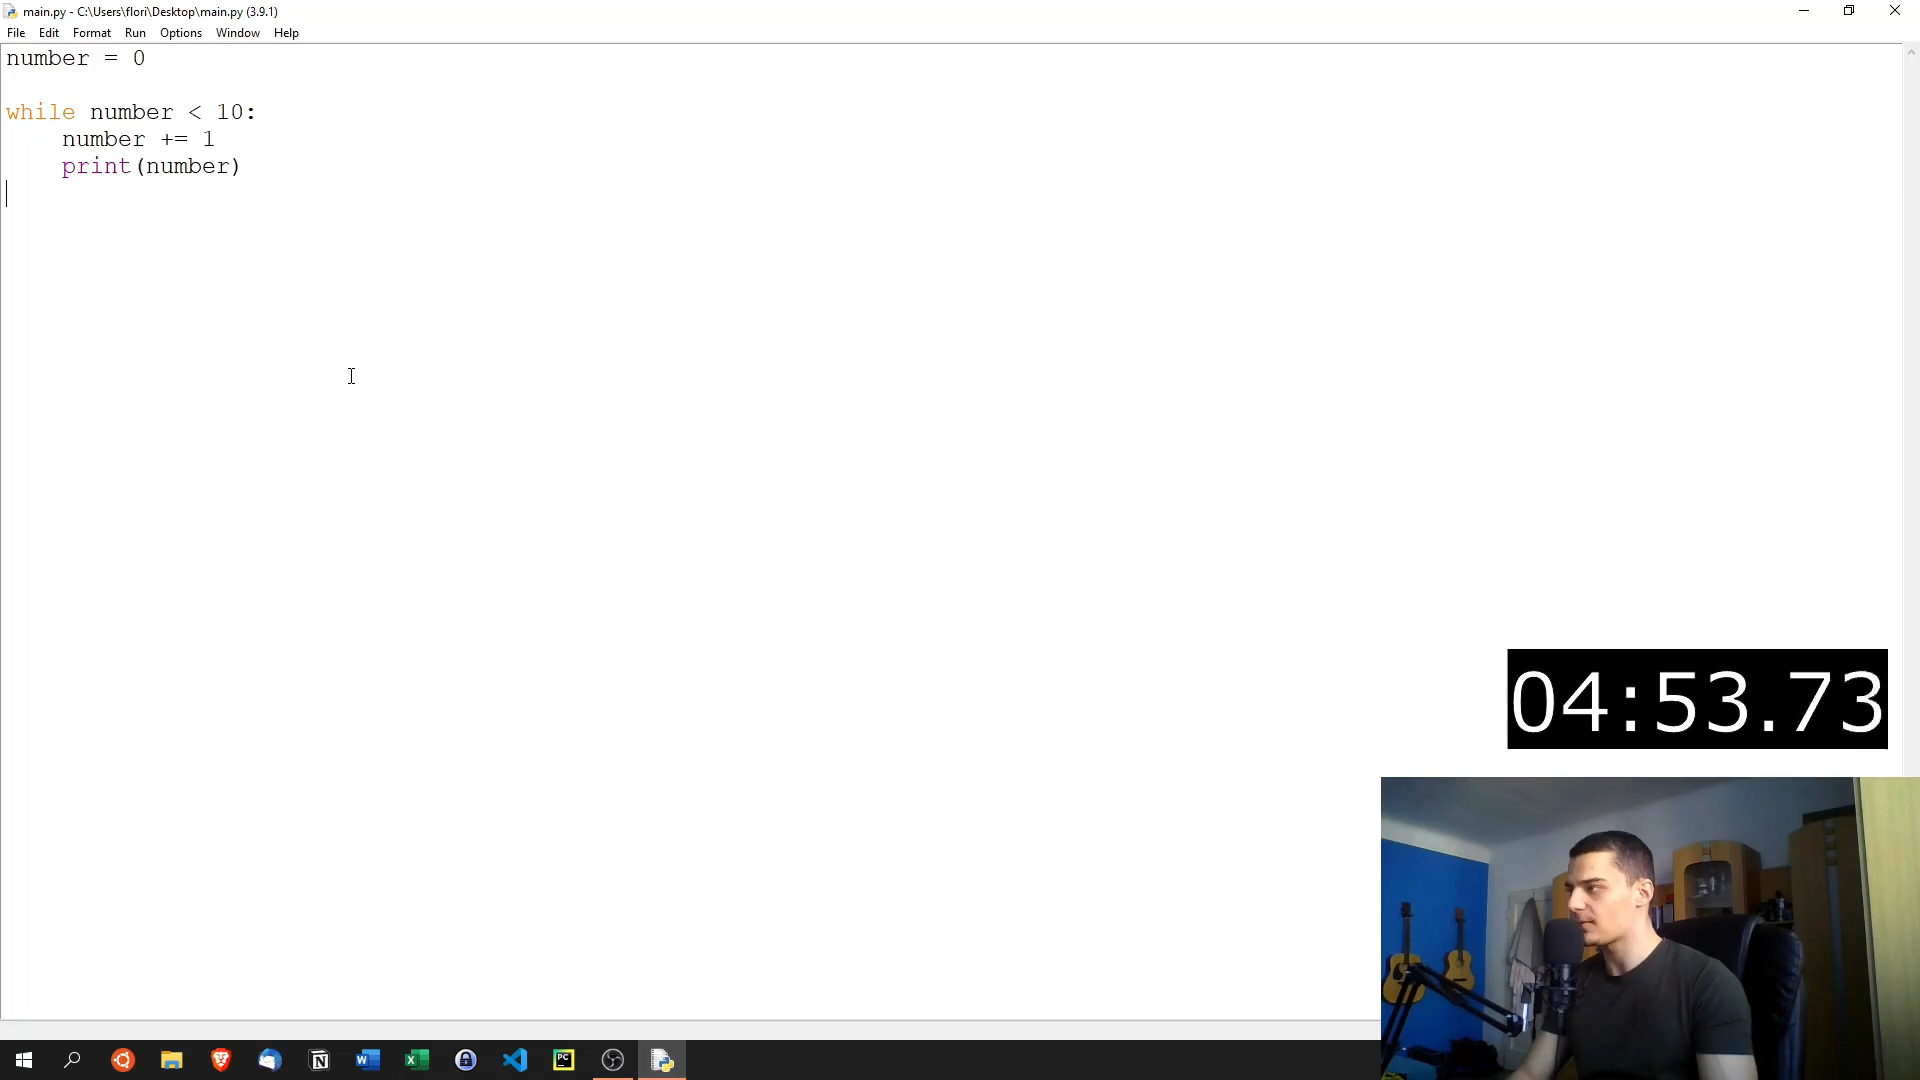 main.py - C:\Users\flori\Desktop\main.py (3.9.1)
File Edit Format Run Options Window Help
number = 0
while number < 10:
    number += 1
    print(number)
04:53.73